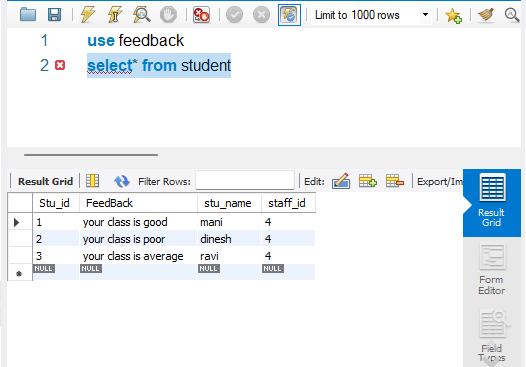 Limit to 1000 rows
1 use feedback
2 select* from student
Result Grid Filter Rows: Edit: Export/Im
Stu_id FeedBack stu_name staff_id
1 your class is good mani 4
2 your class is poor dinesh 4
3 your class is average ravi 4
NULL NULL NULL NULL
Result
Grid
Form
Editor
Field
Types